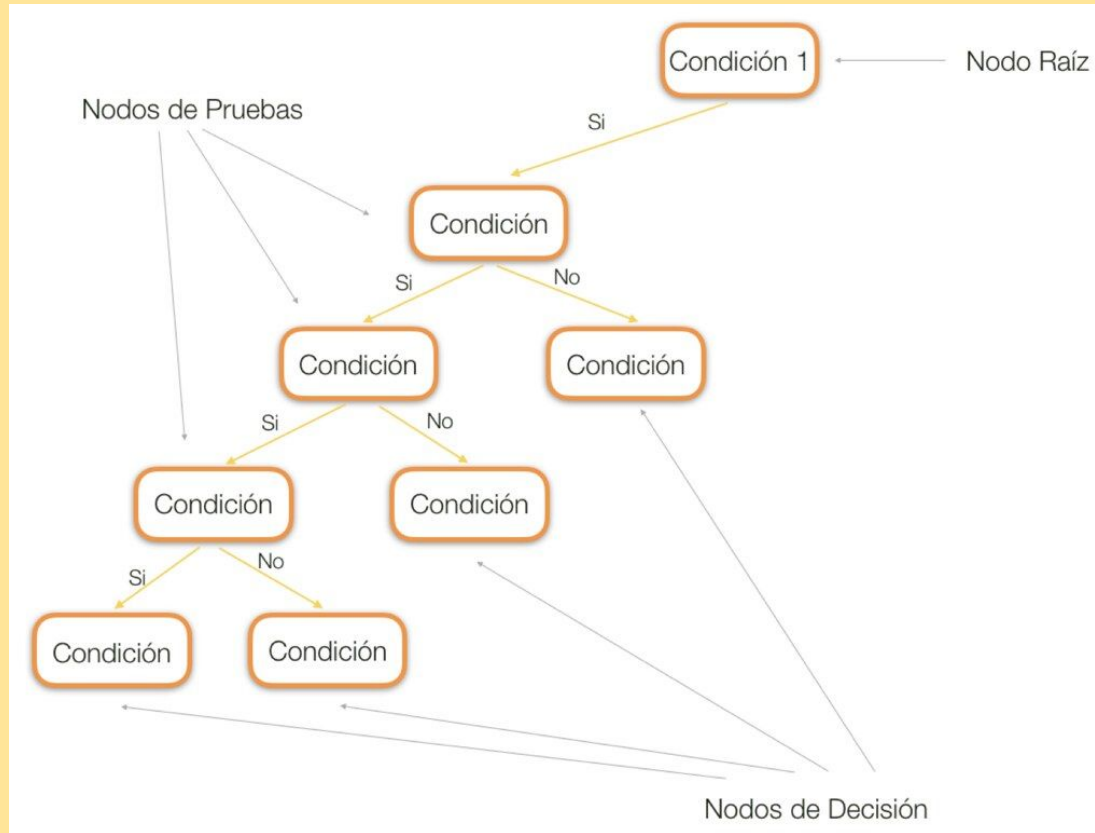 Condición 1
Nodo Raíz
Nodos de Pruebas
Si
Condición
Si
No
Condición
Condición
Si
No
Condición
Condición
Si
No
Condición
Condición
Nodos de Decisión